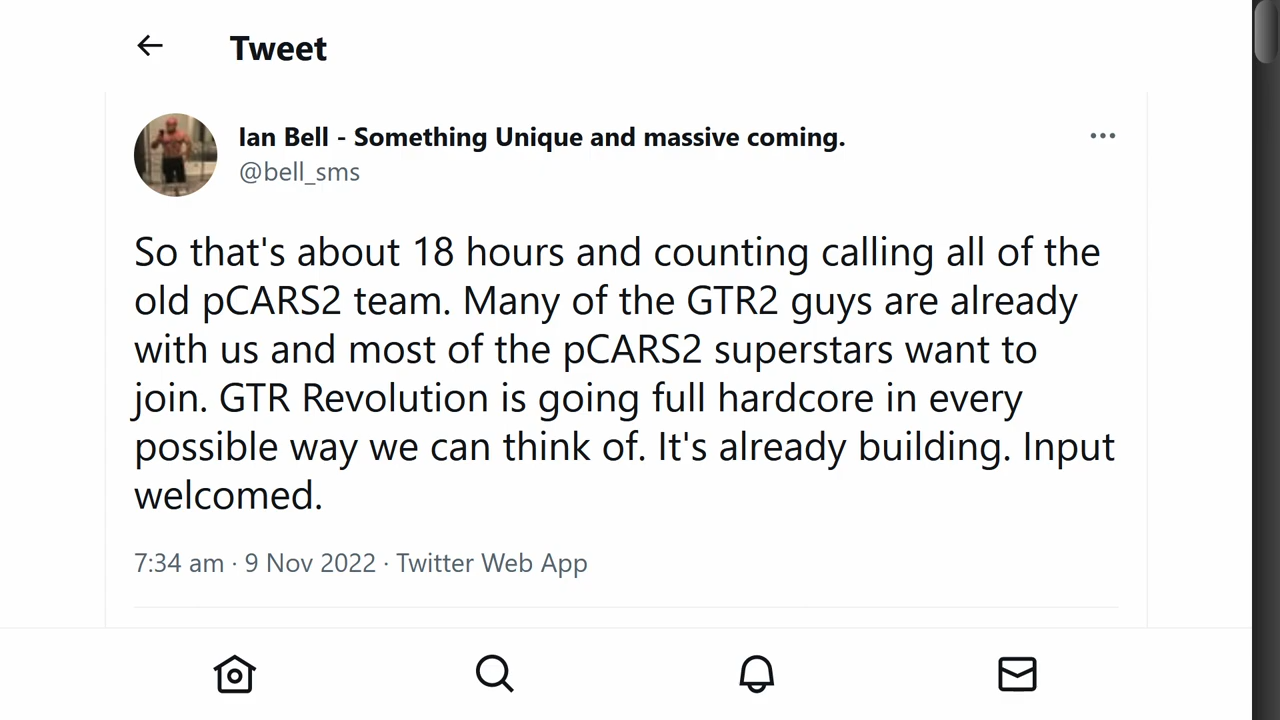 Tweet
Ian Bell - Something Unique and massive coming.
@bell_sms
So that's about 18 hours and counting calling all of the
old pCARS2 team. Many of the GTR2 guys are already
with us and most of the pCARS2 superstars want to
join. GTR Revolution is going full hardcore in every
possible way we can think of. It's already building. Input
welcomed.
7:34 am · 9 Nov 2022 · Twitter Web App